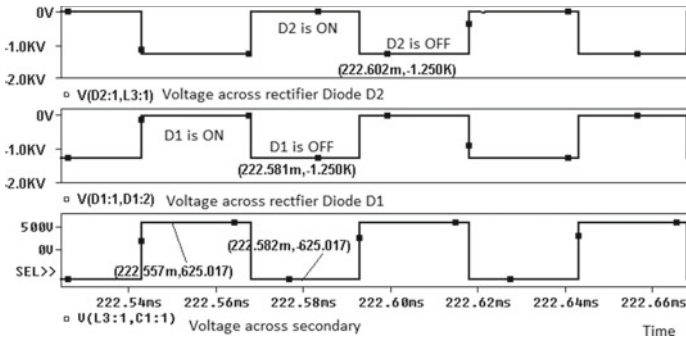 0V
D2 is ON
-1.0KV
D2 is OFF
-2.0KV
(222.602m,-1.250K)
V(D2:1,L3:1) Voltage across rectifier Diode D2
0V
D1 is ON
D1 is OFF
-1.0KV
(222.581m,-1.250K)
-2.0KV
V(D1:1,D1:2) Voltage across rectifier Diode D1
500V
(222.582m,-625.017)
0V
SEL>>
(222.557m,625.017)
222.54ms 222.56ms 222.58ms 222.60ms 222.62ms 222.64ms 222.66ms
V(L3:1,C1:1) Voltage across secondary Time